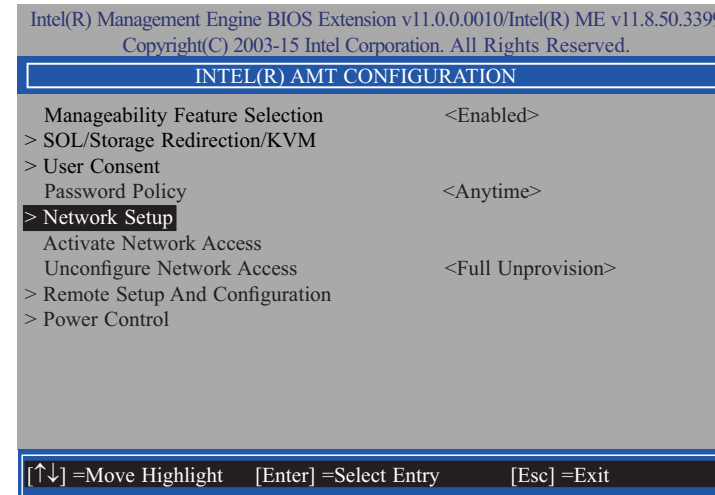 Intel(R) Management Engine BIOS Extension v11.0.0.0010/Intel(R) ME v11.8.50.3399
Copyright(C) 2003-15 Intel Corporation. All Rights Reserved.
INTEL(R) AMT CONFIGURATION
Manageability Feature Selection <Enabled>
> SOL/Storage Redirection/KVM
> User Consent
Password Policy <Anytime>
> Network Setup
Activate Network Access
Unconfigure Network Access <Full Unprovision>
> Remote Setup And Configuration
> Power Control
[↑↓] =Move Highlight [Enter] =Select Entry [Esc] =Exit